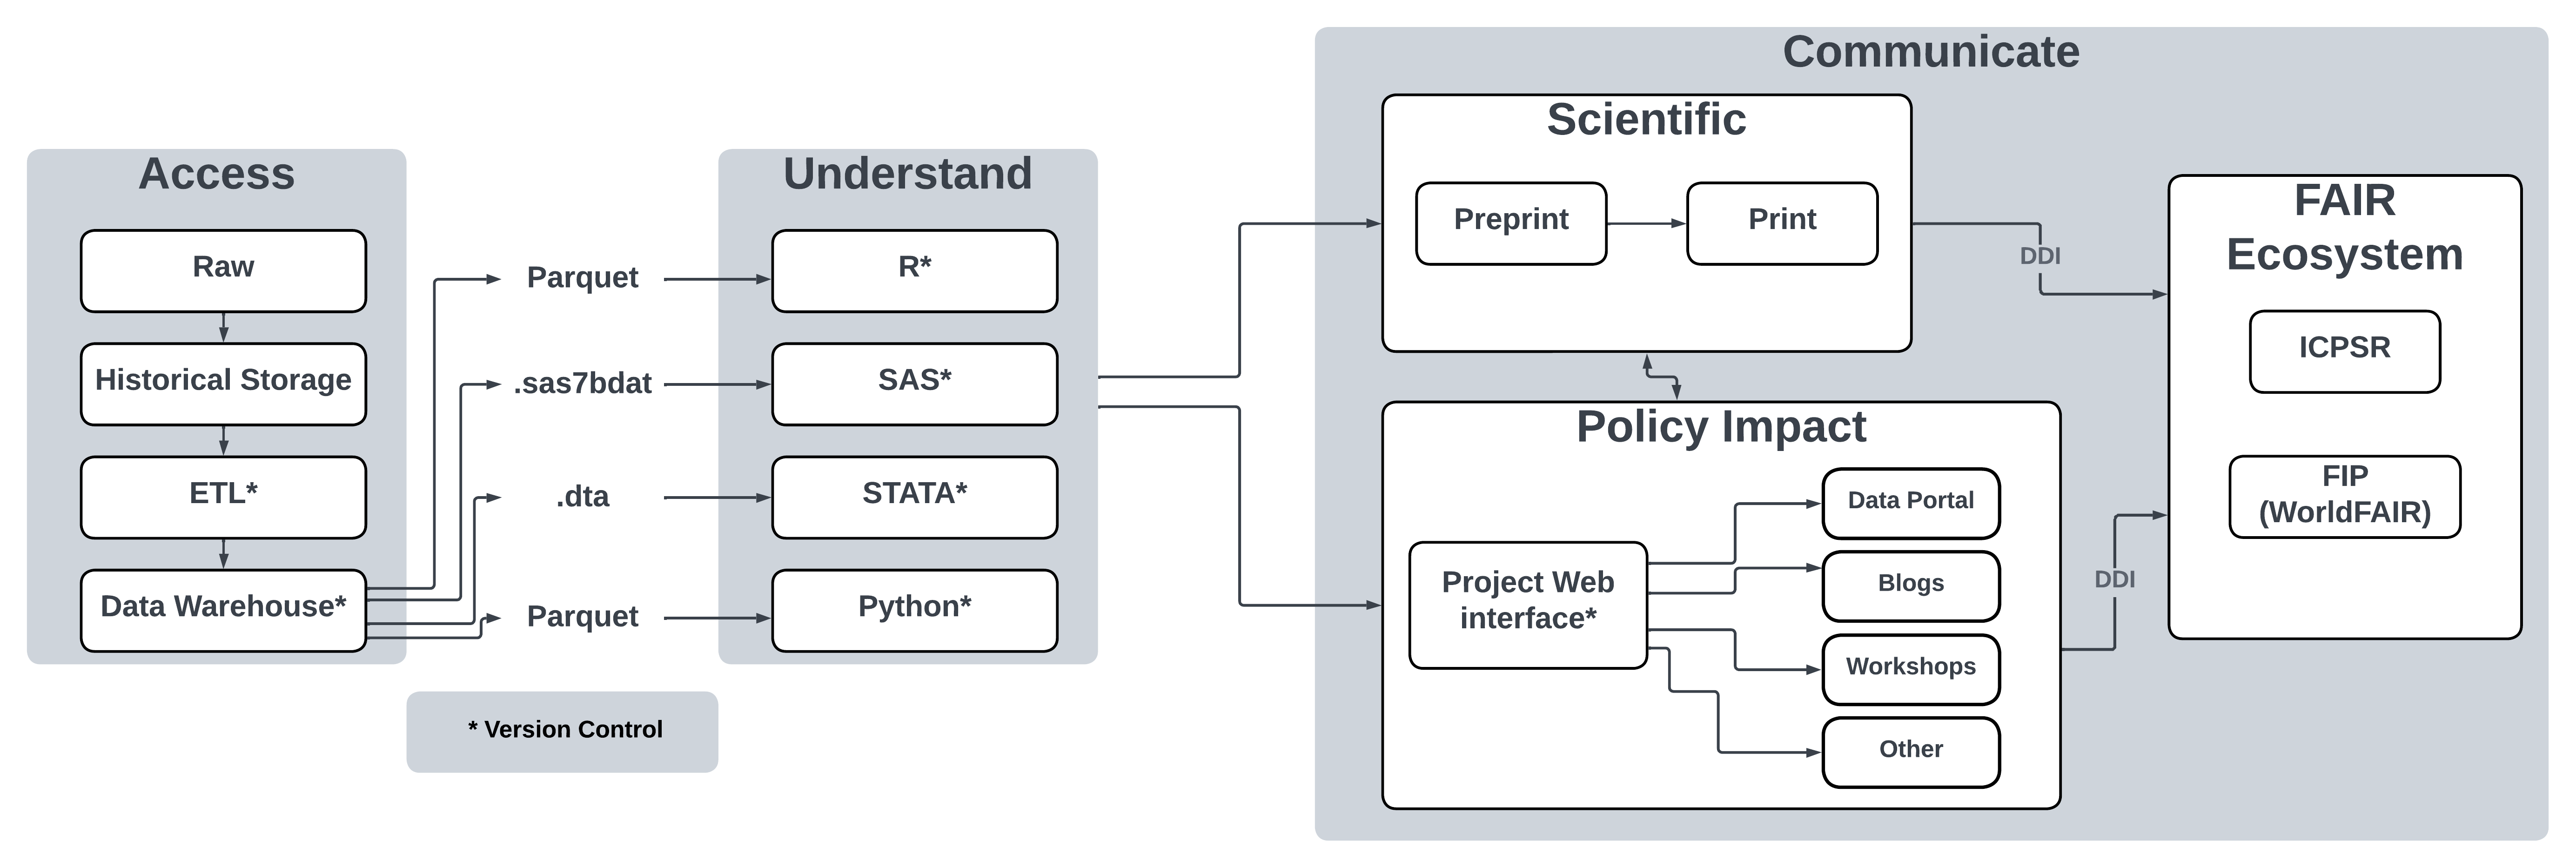 Access
Raw
Historical Storage
ETL*
Data Warehouse*
Parquet
.sas7bdat
.dta
Parquet
* Version Control
Understand
R*
SAS*
STATA*
Python*
Communicate
Scientific
Preprint
Print
Policy Impact
Project Web
interface*
Data Portal
Blogs
Workshops
Other
DDI
DDI
FAIR
Ecosystem
ICPSR
FIP
(WorldFAIR)